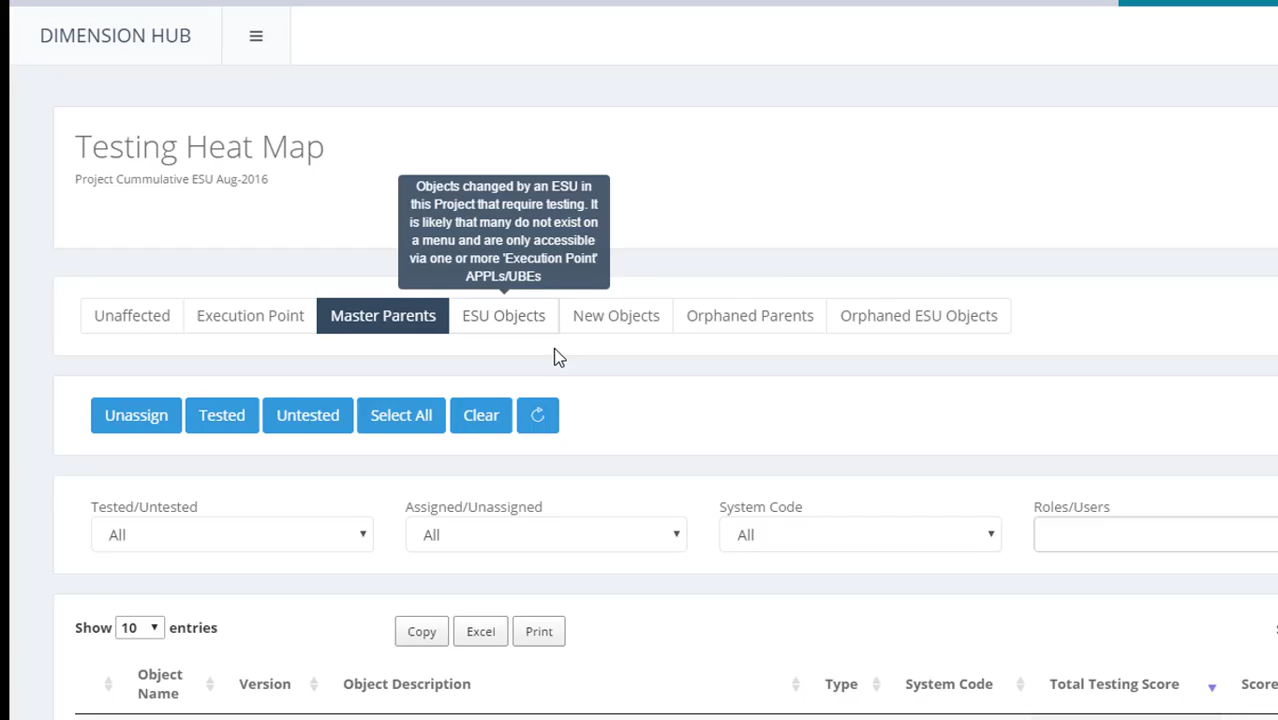 DIMENSION HUB
Testing Heat Map
Project Cummulative ESU Aug-2016
Objects changed by an ESU in
this Project that require testing. It
is likely that many do not exist on
a menu and are only accessible
via one or more 'Execution Point'
APPLs/UBEs
Unaffected Execution Point Master Parents ESU Objects New Objects Orphaned Parents Orphaned ESU Objects
Unassign Tested Untested Select All Clear
Tested/Untested Assigned/Unassigned System Code Roles/Users
All All All
Show 10 entries Copy Excel Print
Object
Name Version Object Description Type System Code Total Testing Score Score